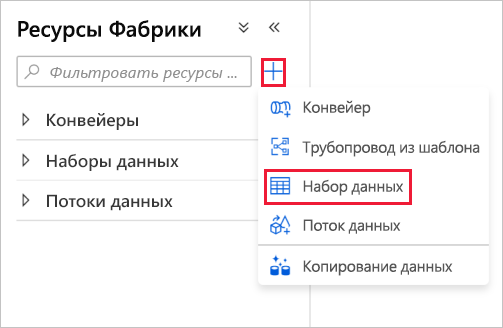 Ресурсы Фабрики
Фильтровать ресурсы ...
Конвейеры
Наборы данных
Потоки данных
Конвейер
Трубопровод из шаблона
Набор данных
Поток данных
Копирование данных